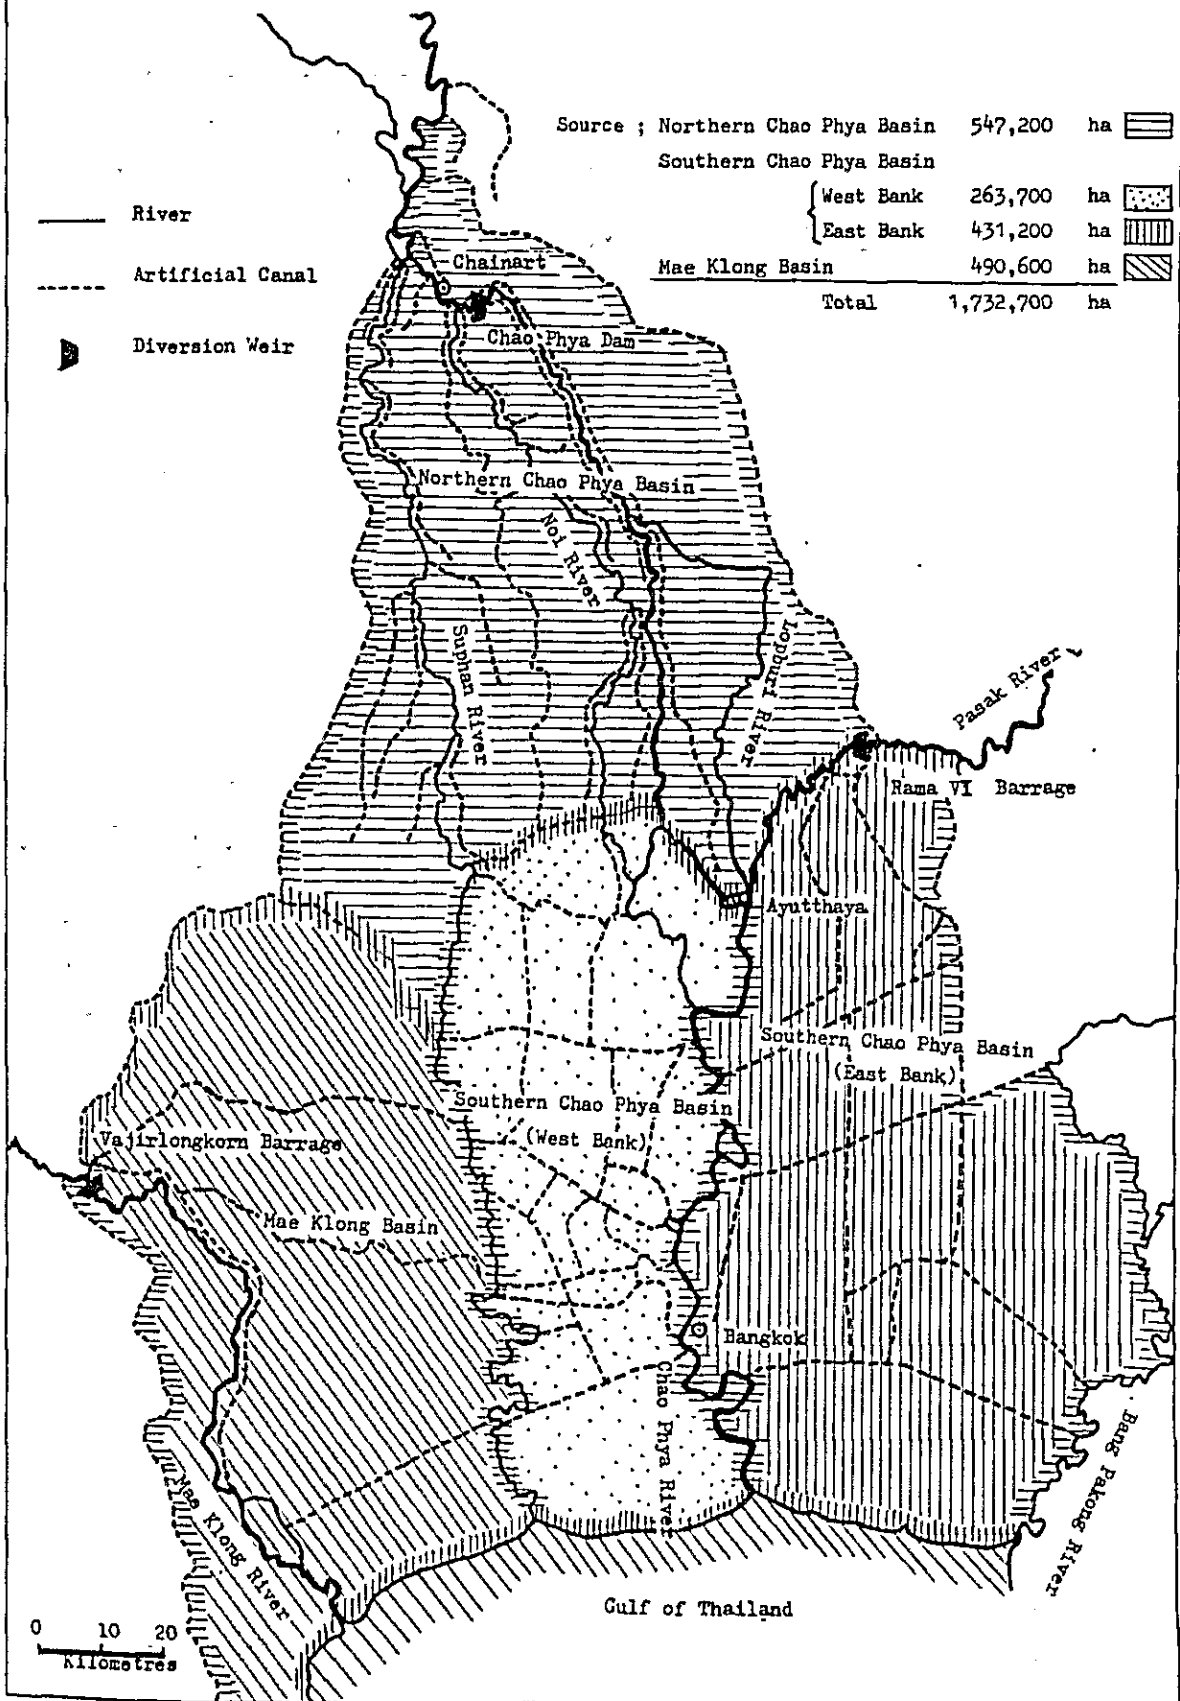 Source ; Northern Chao Phya Basin 547,200 ha
Southern Chao Phya Basin
West Bank 263,700 ha
East Bank 431,200 ha
Mae Klong Basin 490,600 ha
Total 1,732,700 ha
River
Artificial Canal
Diversion Weir
Chainart
Chao Phya Dam
Northern Chao Phya Basin
Noi River
Suphan River
Lopburi River
Pasak River
Rama VI Barrage
Ayutthaya
Southern Chao Phya Basin
(East Bank)
Southern Chao Phya Basin
(West Bank)
Vajirlongkorn Barrage
Mae Klong Basin
Bangkok
Chao Phya River
Bang Pakong River
Mae Klong River
Gulf of Thailand
0 10 20
Kilometres